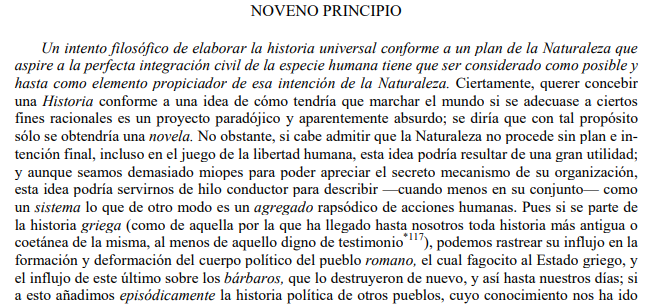 NOVENO PRINCIPIO
Un intento filosófico de elaborar la historia universal conforme a un plan de la Naturaleza que
aspire a la perfecta integración civil de la especie humana tiene que ser considerado como posible y
hasta como elemento propiciador de esa intención de la Naturaleza. Ciertamente, querer concebir
una Historia conforme a una idea de cómo tendría que marchar el mundo si se adecuase a ciertos
fines racionales es un proyecto paradójico y aparentemente absurdo; se diría que con tal propósito
sólo se obtendría una novela. No obstante, si cabe admitir que la Naturaleza no procede sin plan e in-
tención final, incluso en el juego de la libertad humana, esta idea podría resultar de una gran utilidad;
y aunque seamos demasiado miopes para poder apreciar el secreto mecanismo de su organización,
esta idea podría servirnos de hilo conductor para describir —cuando menos en su conjunto— como
un sistema lo que de otro modo es un agregado rapsódico de acciones humanas. Pues si se parte de
la historia griega (como de aquella por la que ha llegado hasta nosotros toda historia más antigua o
coetánea de la misma, al menos de aquello digno de testimonio*117), podemos rastrear su influjo en la
formación y deformación del cuerpo político del pueblo romano, el cual fagocito al Estado griego, y
el influjo de este último sobre los bárbaros, que lo destruyeron de nuevo, y así hasta nuestros días; si
a esto añadimos episódicamente la historia política de otros pueblos, cuyo conocimiento nos ha ido